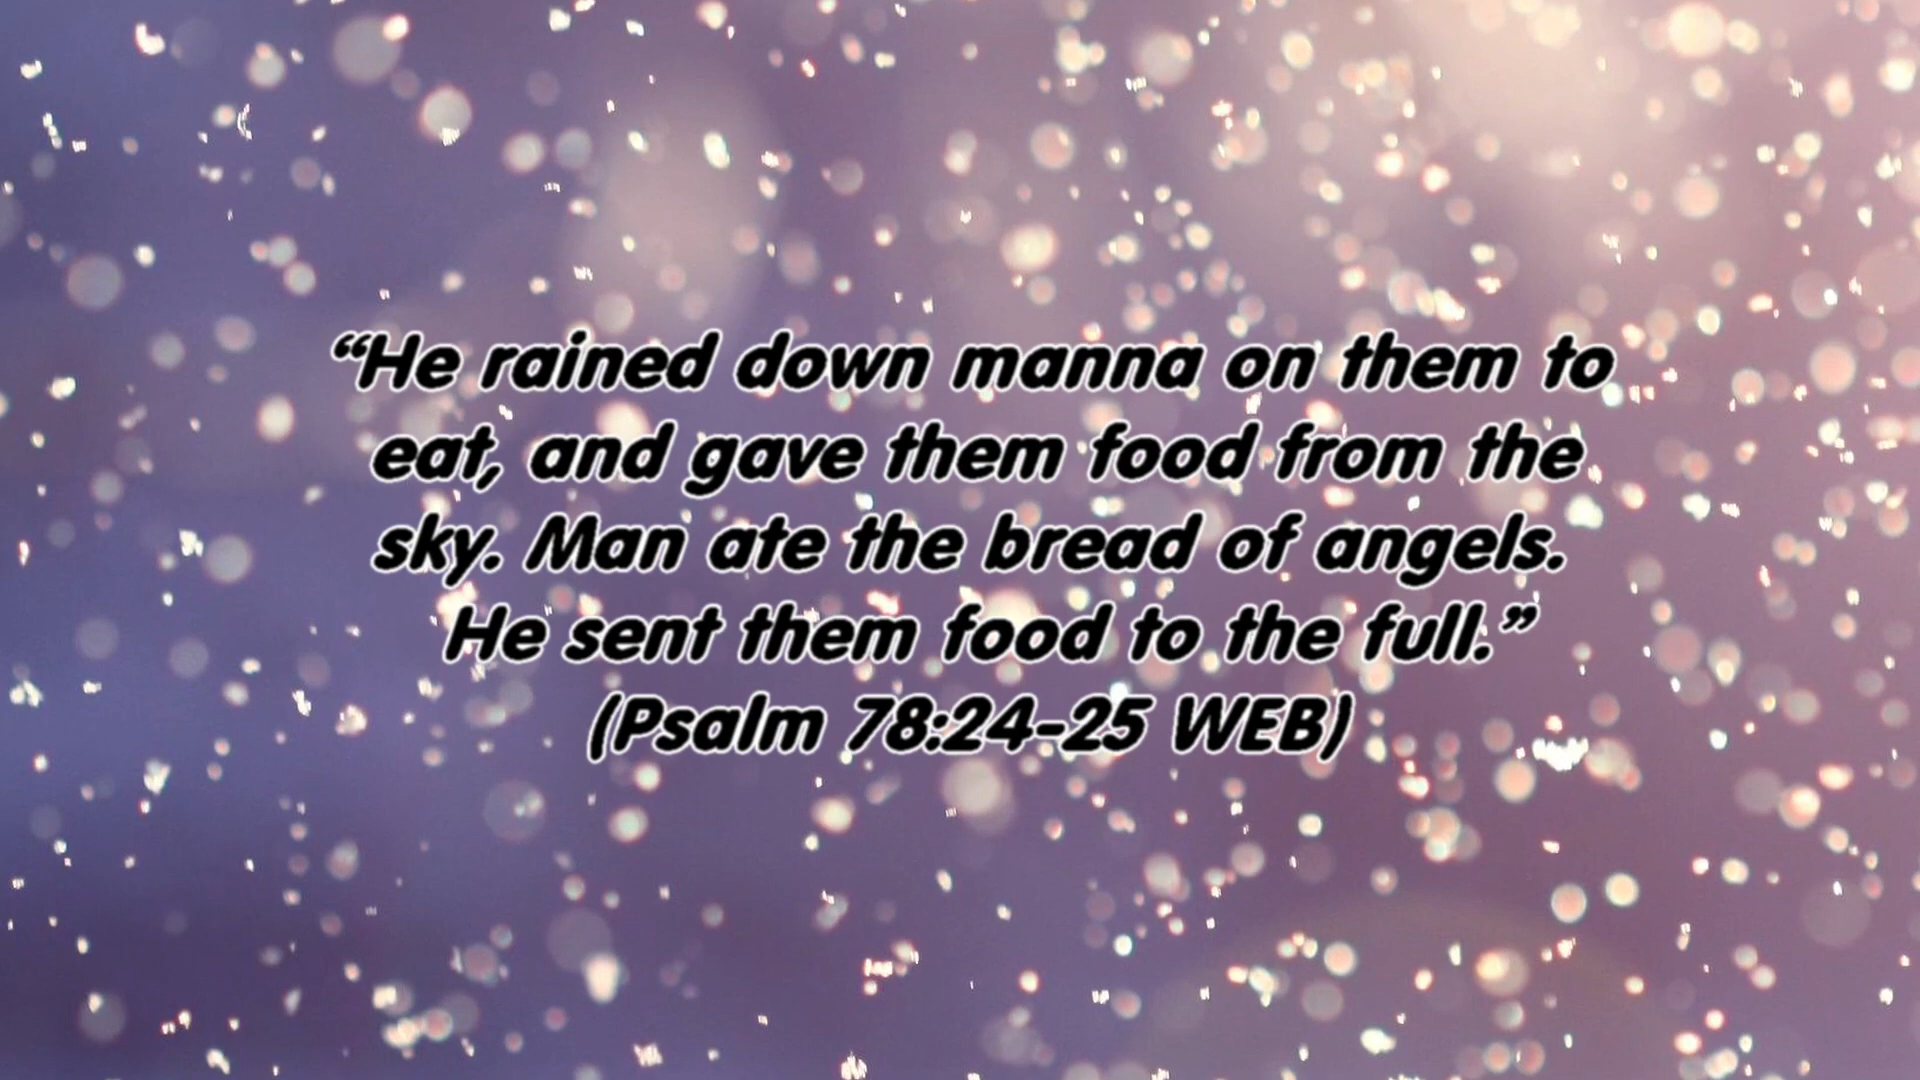 “He rained down manna on them to
eat, and gave them food from the
sky. Man ate the bread of angels.
He sent them food to the full.”
(Psalm 78:24-25 WEB)